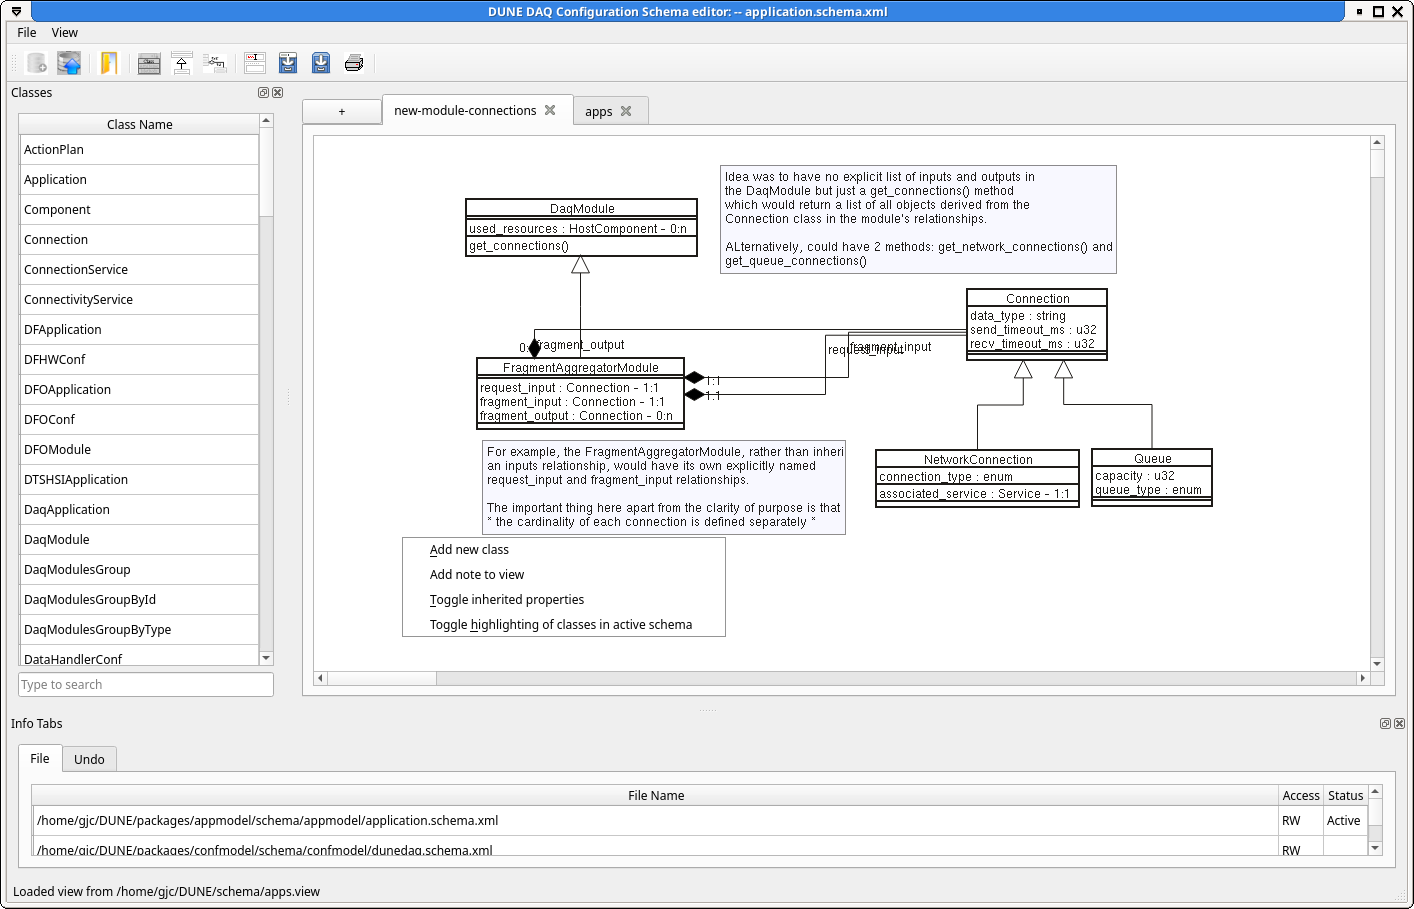 DUNE DAQ Configuration Schema editor: -- application.schema.xml
File View
Classes
Class Name
ActionPlan
Application
Component
Connection
ConnectionService
ConnectivityService
DFApplication
DFHWConf
DFOApplication
DFOConf
DFOModule
DTSHSIApplication
DaqApplication
DaqModule
DaqModulesGroup
DaqModulesGroupById
DaqModulesGroupByType
DataHandlerConf
Type to search
+
new-module-connections
apps
Idea was to have no explicit list of inputs and outputs in
the DaqModule but just a get_connections() method
which would return a list of all objects derived from the
Connection class in the module's relationships.
ALternatively, could have 2 methods: get_network_connections() and
get_queue_connections()
DaqModule
used_resources : HostComponent - 0:n
get_connections()
Connection
data_type : string
send_timeout_ms : u32
recv_timeout_ms : u32
fragment_output
fragment_input
request_input
1:1
1:1
FragmentAggregatorModule
request_input : Connection - 1:1
fragment_input : Connection - 1:1
fragment_output : Connection - 0:n
For example, the FragmentAggregatorModule, rather than inheri
an inputs relationship, would have its own explicitly named
request_input and fragment_input relationships.
The important thing here apart from the clarity of purpose is that
* the cardinality of each connection is defined separately *
NetworkConnection
connection_type : enum
associated_service : Service - 1:1
Queue
capacity : u32
queue_type : enum
Add new class
Add note to view
Toggle inherited properties
Toggle highlighting of classes in active schema
Info Tabs
File
Undo
File Name Access Status
/home/gjc/DUNE/packages/appmodel/schema/appmodel/application.schema.xml RW Active
/home/gjc/DUNE/packages/confmodel/schema/confmodel/dunedaq.schema.xml RW
Loaded view from /home/gjc/DUNE/schema/apps.view